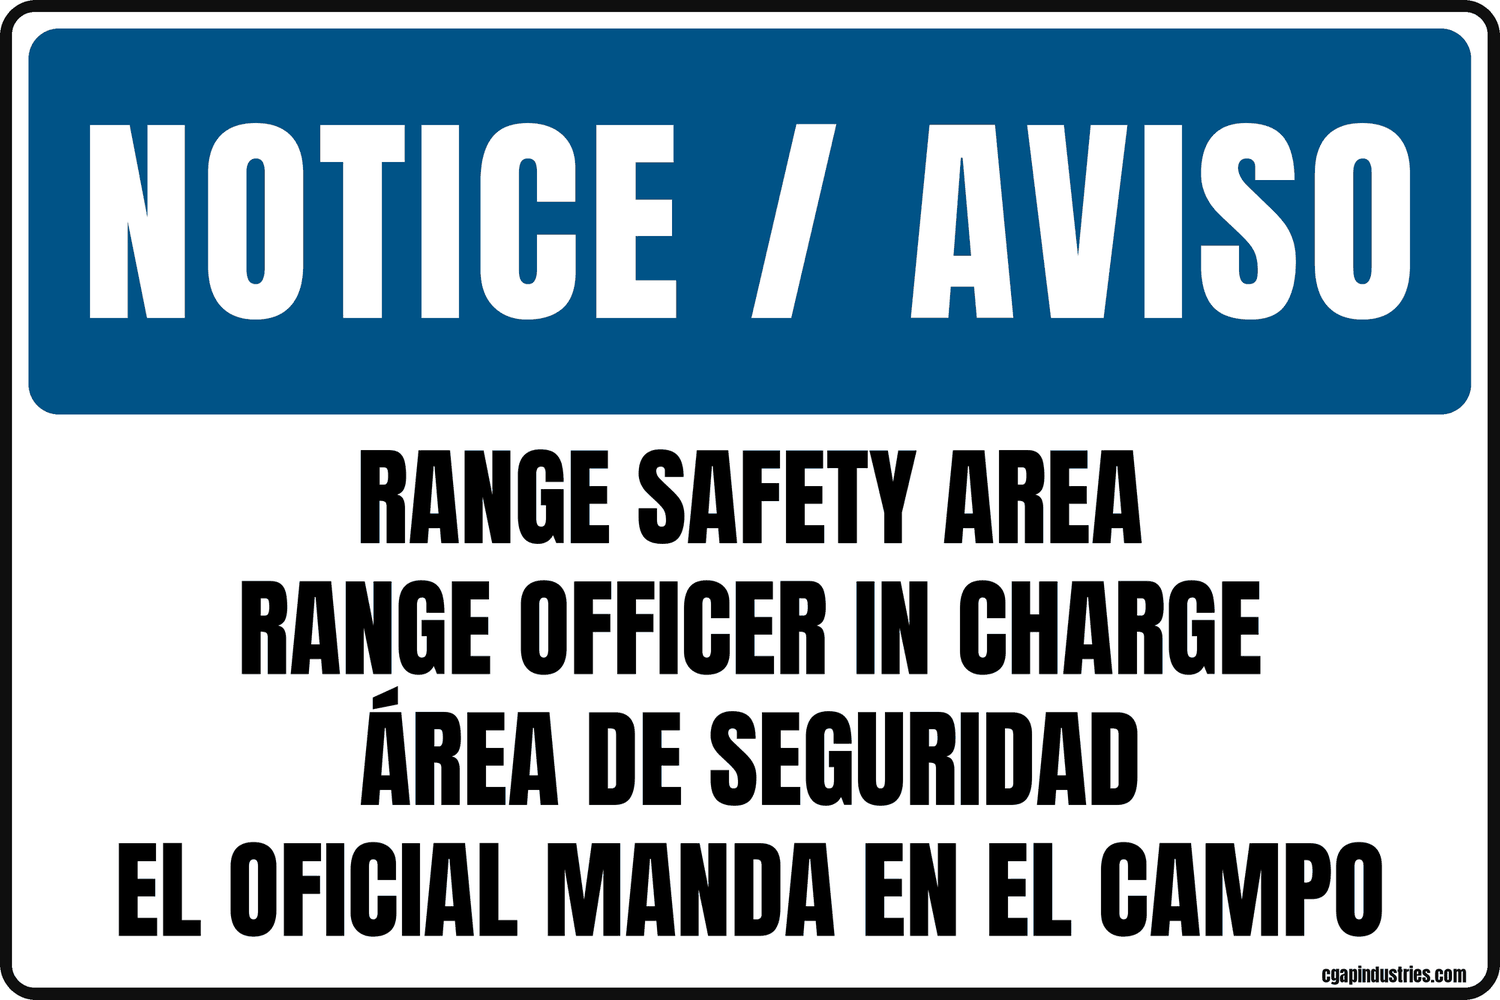 NOTICE / AVISO
RANGE SAFETY AREA
RANGE OFFICER IN CHARGE
ÁREA DE SEGURIDAD
EL OFICIAL MANDA EN EL CAMPO
cgapindustries.com